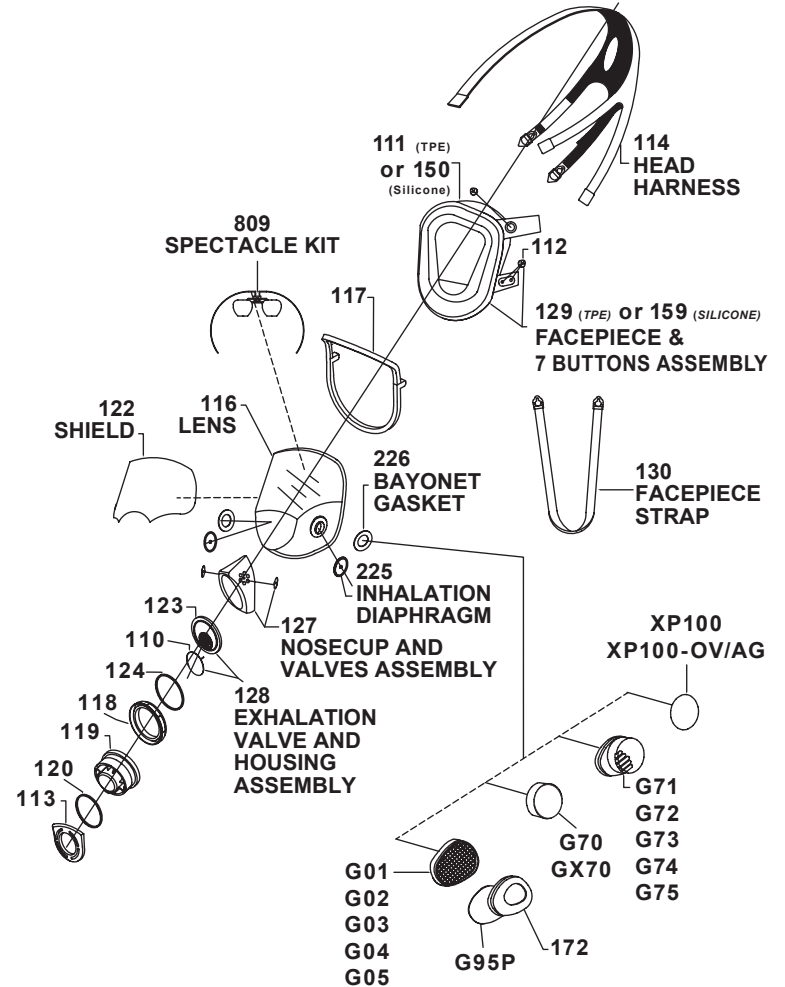 111 (TPE)
or 150
(Silicone)
114
HEAD
HARNESS
809
SPECTACLE KIT
112
117
129 (TPE) or 159 (SILICONE)
FACEPIECE &
7 BUTTONS ASSEMBLY
122
SHIELD
116
LENS
226
BAYONET
GASKET
130
FACEPIECE
STRAP
225
INHALATION
DIAPHRAGM
123
127
NOSECUP AND
VALVES ASSEMBLY
110
124
128
EXHALATION
VALVE AND
HOUSING
ASSEMBLY
118
119
120
113
XP100
XP100-OV/AG
G71
G72
G73
G74
G75
G70
GX70
G01
G02
G03
G04
G05
G95P
172